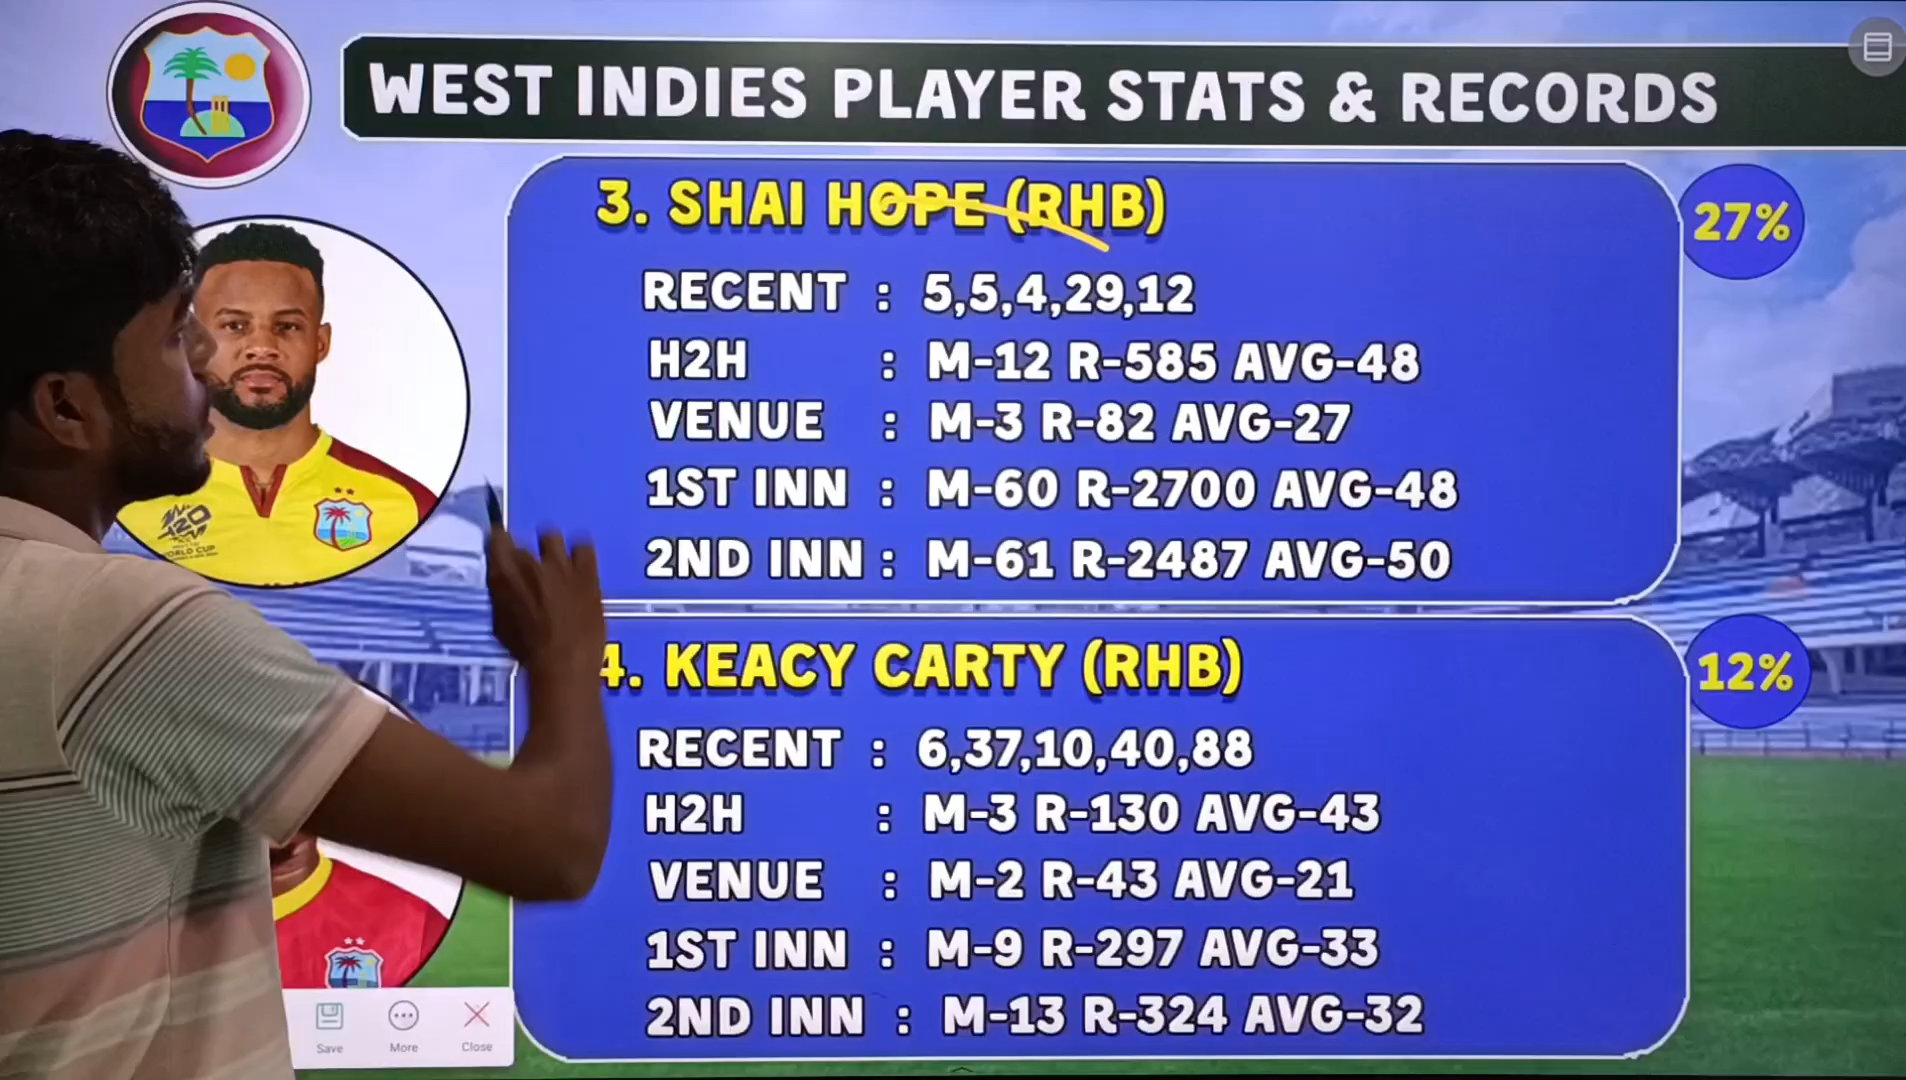 WEST INDIES PLAYER STATS & RECORDS
3. SHAI HOPE (RHB)
27%
RECENT : 5,5,4,29,12
H2H : M-12 R-585 AVG-48
VENUE : M-3 R-82 AVG-27
1ST INN : M-60 R-2700 AVG-48
2ND INN : M-61 R-2487 AVG-50
T20
WORLD CUP
4. KEACY CARTY (RHB)
12%
RECENT : 6,37,10,40,88
H2H : M-3 R-130 AVG-43
VENUE : M-2 R-43 AVG-21
1ST INN : M-9 R-297 AVG-33
2ND INN : M-13 R-324 AVG-32
Save More Close